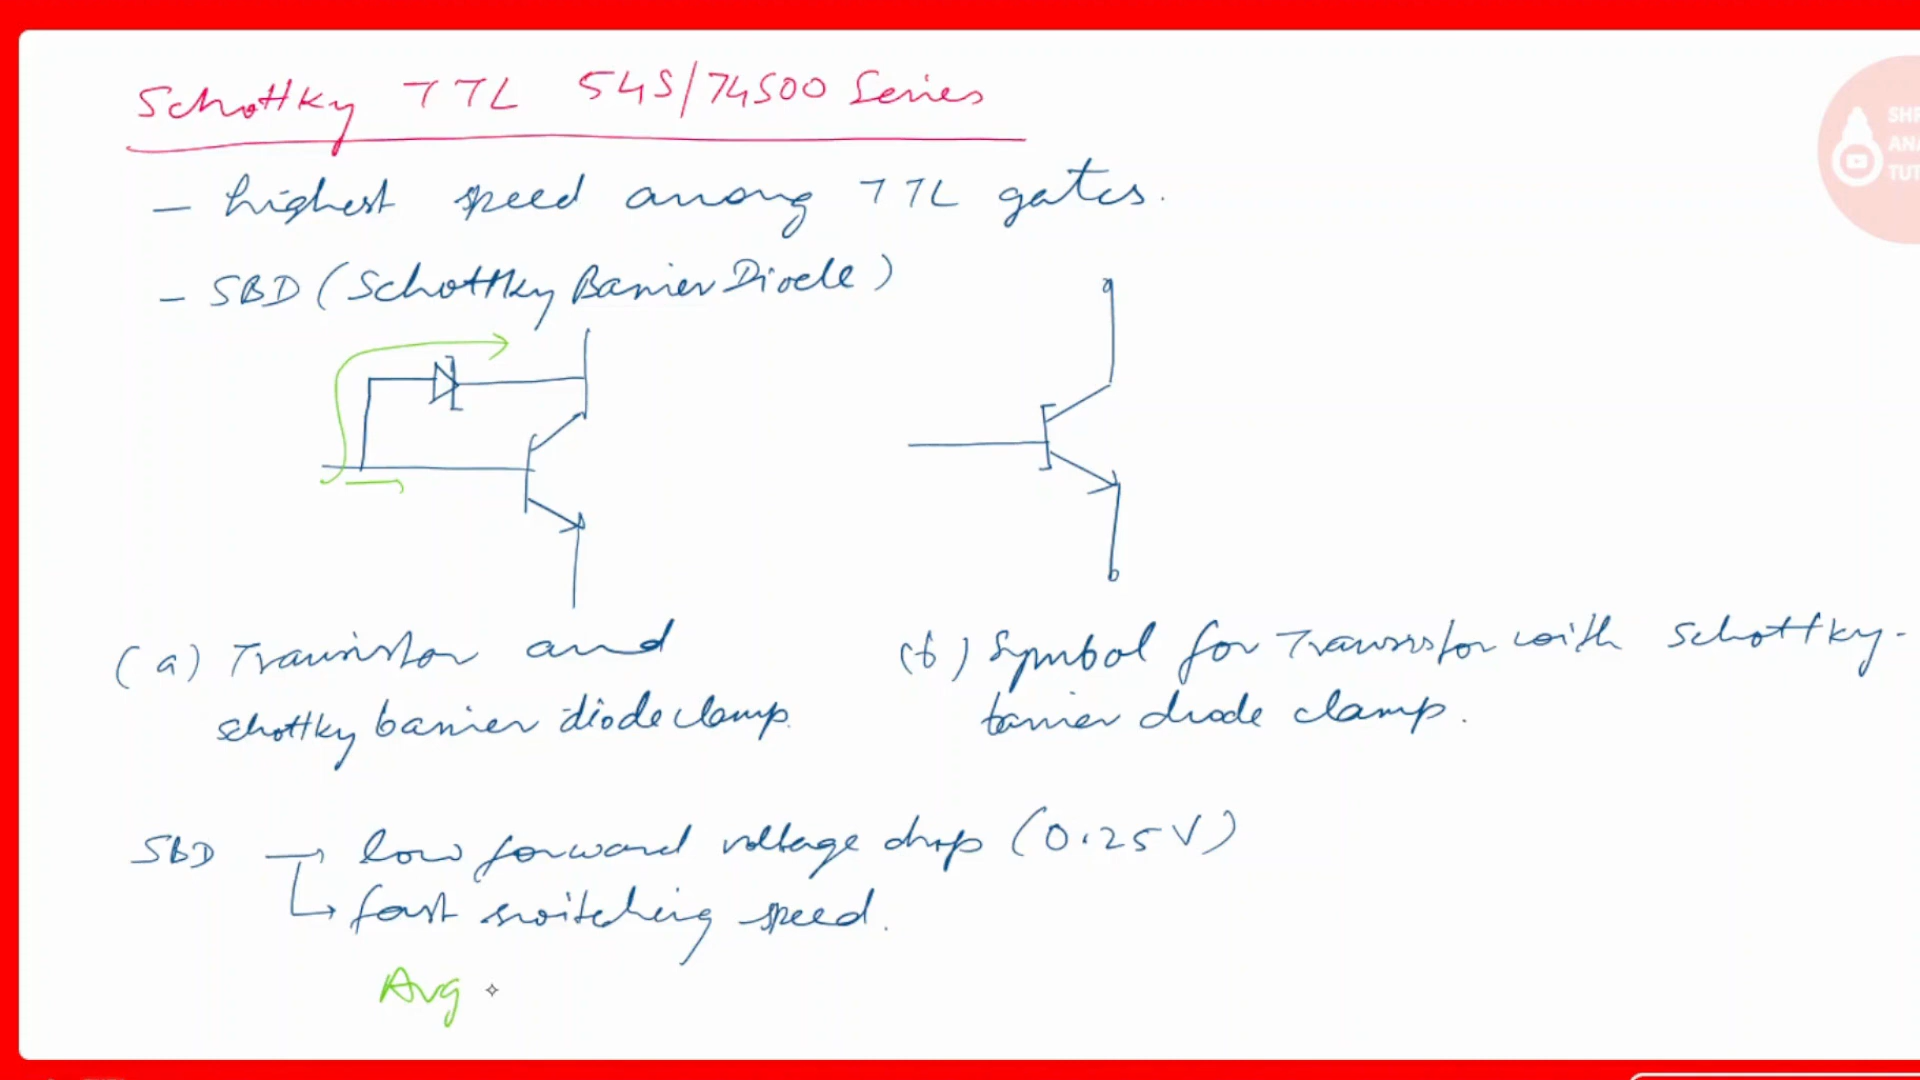 Schottky TTL 54S/74S00 Series
- highest speed among TTL gates.
- SBD (Schottky Barrier Diode)
(a) Transistor and
schottky barrier diode clamp.
(b) Symbol for Transistor with schottky-
barrier diode clamp.
SBD → low forward voltage drop (0.25V)
↳ fast switching speed.
Avg